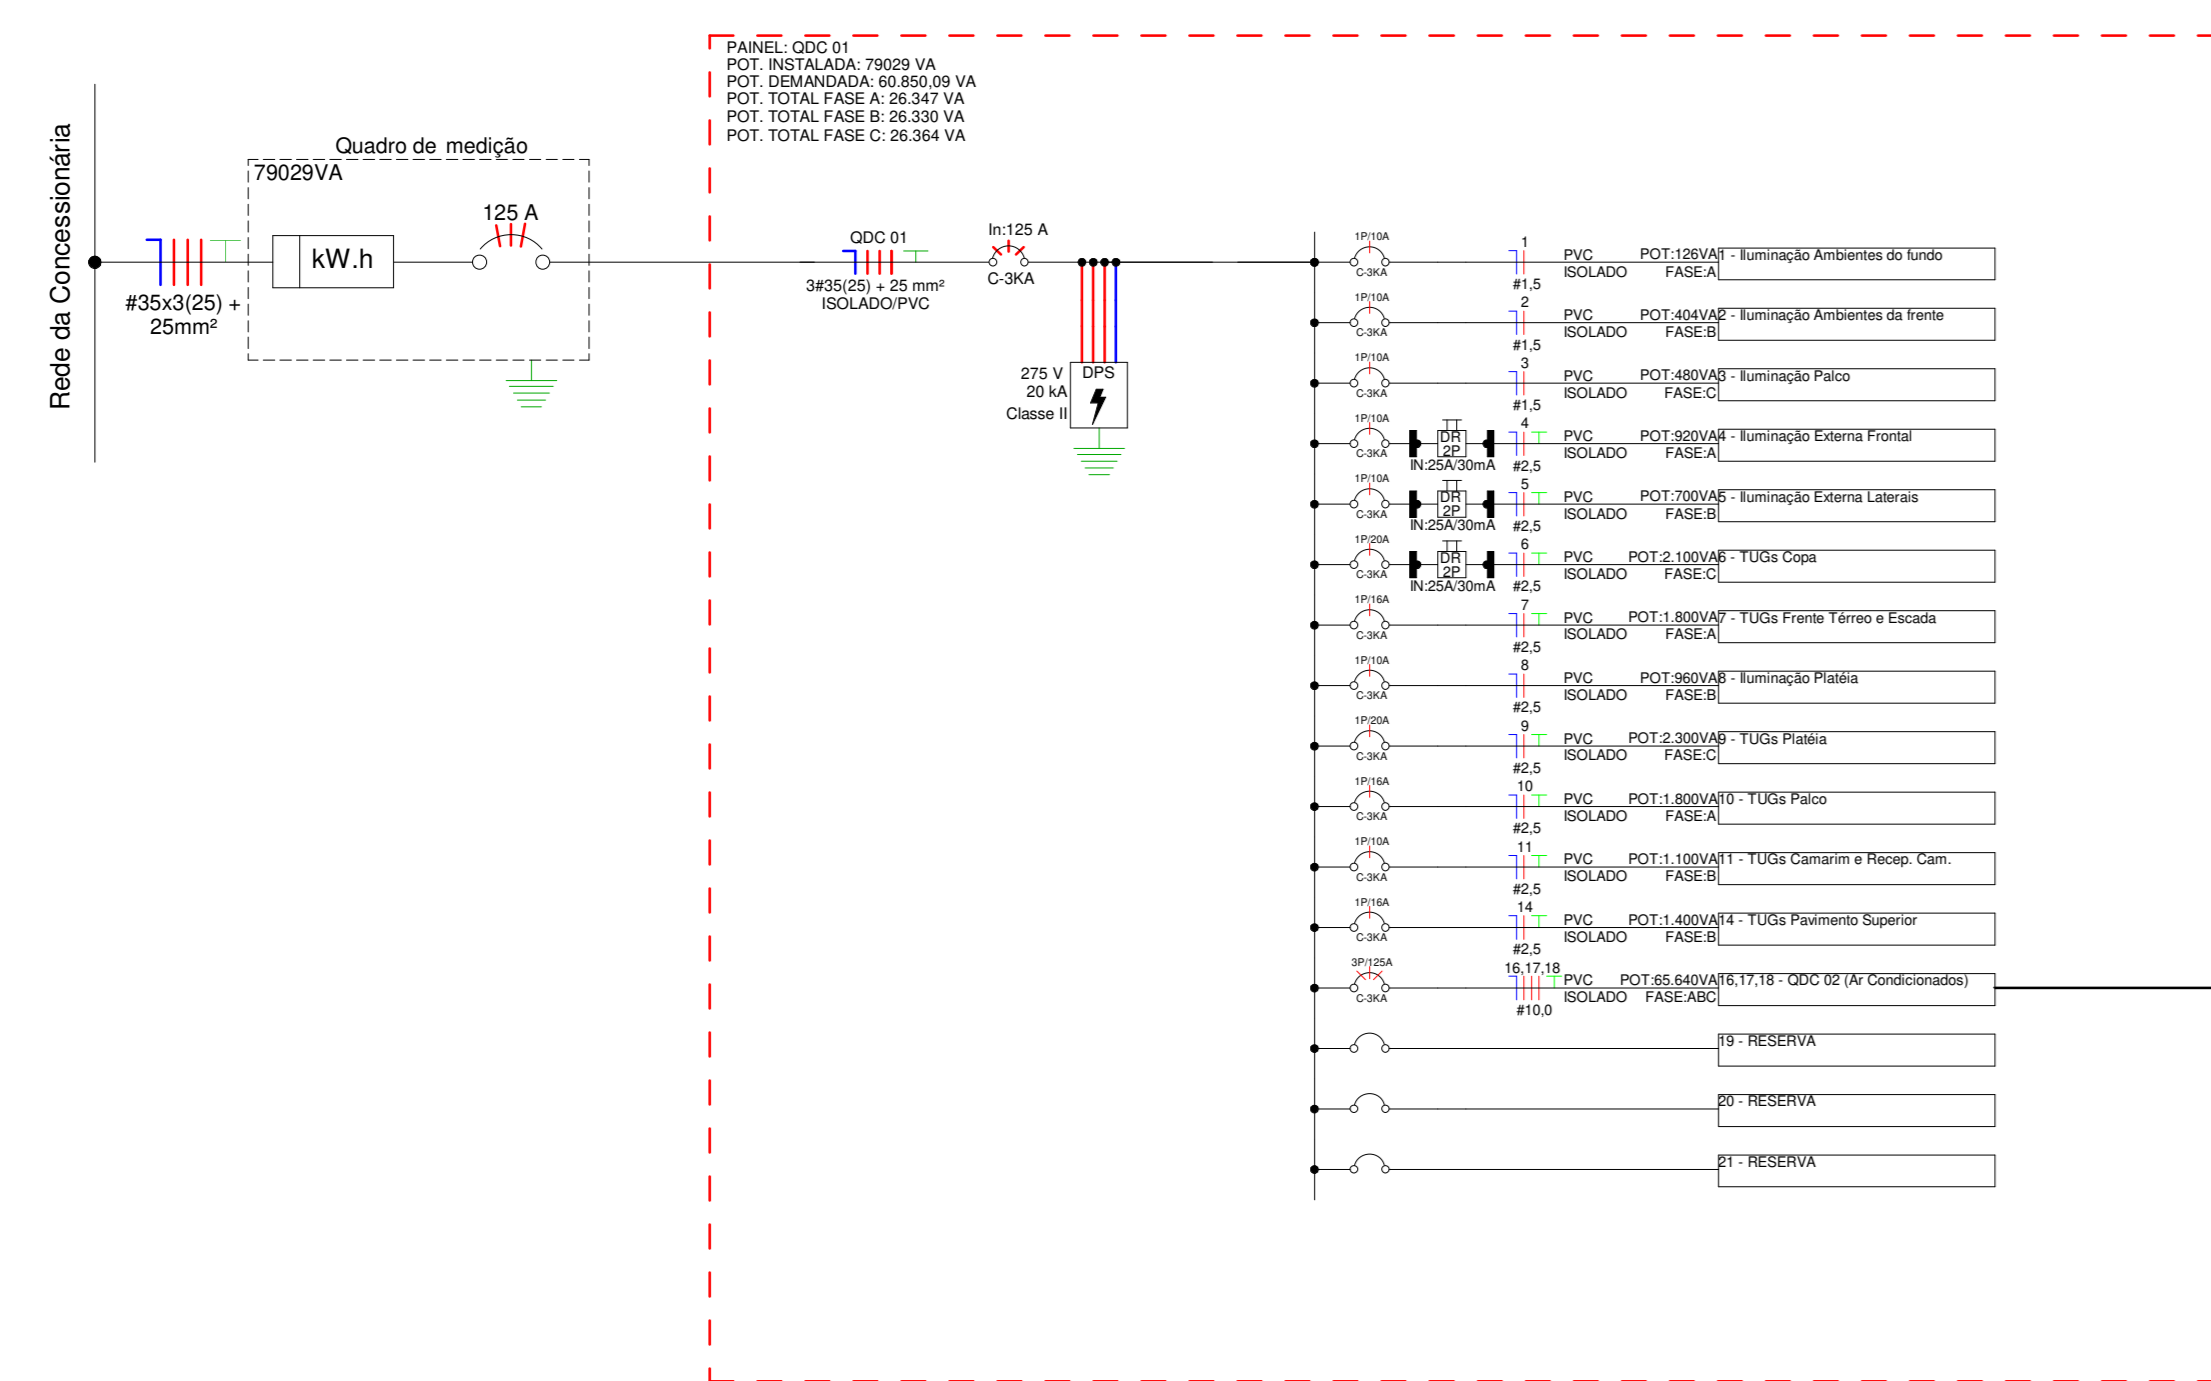 PAINEL: QDC 01
POT. INSTALADA: 79029 VA
POT. DEMANDADA: 60.850,09 VA
POT. TOTAL FASE A: 26.347 VA
POT. TOTAL FASE B: 26.330 VA
POT. TOTAL FASE C: 26.364 VA
Rede da Concessionária
#35x3(25) +
25mm²
Quadro de medição
79029VA
kW.h
125 A
QDC 01
3#35(25) + 25 mm²
ISOLADO/PVC
In:125 A
C-3KA
275 V
20 kA
Classe II
DPS
1P/10A
C-3KA
1
#1,5
PVC
ISOLADO
POT:126VA
FASE:A
1 - Iluminação Ambientes do fundo
1P/10A
C-3KA
2
#1,5
PVC
ISOLADO
POT:404VA
FASE:B
2 - Iluminação Ambientes da frente
1P/10A
C-3KA
3
#1,5
PVC
ISOLADO
POT:480VA
FASE:C
3 - Iluminação Palco
1P/10A
C-3KA
DR
2P
IN:25A/30mA
4
#2,5
PVC
ISOLADO
POT:920VA
FASE:A
4 - Iluminação Externa Frontal
1P/10A
C-3KA
DR
2P
IN:25A/30mA
5
#2,5
PVC
ISOLADO
POT:700VA
FASE:B
5 - Iluminação Externa Laterais
1P/20A
C-3KA
DR
2P
IN:25A/30mA
6
#2,5
PVC
ISOLADO
POT:2.100VA
FASE:C
6 - TUGs Copa
1P/16A
C-3KA
7
#2,5
PVC
ISOLADO
POT:1.800VA
FASE:A
7 - TUGs Frente Térreo e Escada
1P/10A
C-3KA
8
#2,5
PVC
ISOLADO
POT:960VA
FASE:B
8 - Iluminação Platéia
1P/20A
C-3KA
9
#2,5
PVC
ISOLADO
POT:2.300VA
FASE:C
9 - TUGs Platéia
1P/16A
C-3KA
10
#2,5
PVC
ISOLADO
POT:1.800VA
FASE:A
10 - TUGs Palco
1P/10A
C-3KA
11
#2,5
PVC
ISOLADO
POT:1.100VA
FASE:B
11 - TUGs Camarim e Recep. Cam.
1P/16A
C-3KA
14
#2,5
PVC
ISOLADO
POT:1.400VA
FASE:B
14 - TUGs Pavimento Superior
3P/125A
C-3KA
16,17,18
#10,0
PVC
ISOLADO
POT:65.640VA
FASE:ABC
16,17,18 - QDC 02 (Ar Condicionados)
19 - RESERVA
20 - RESERVA
21 - RESERVA